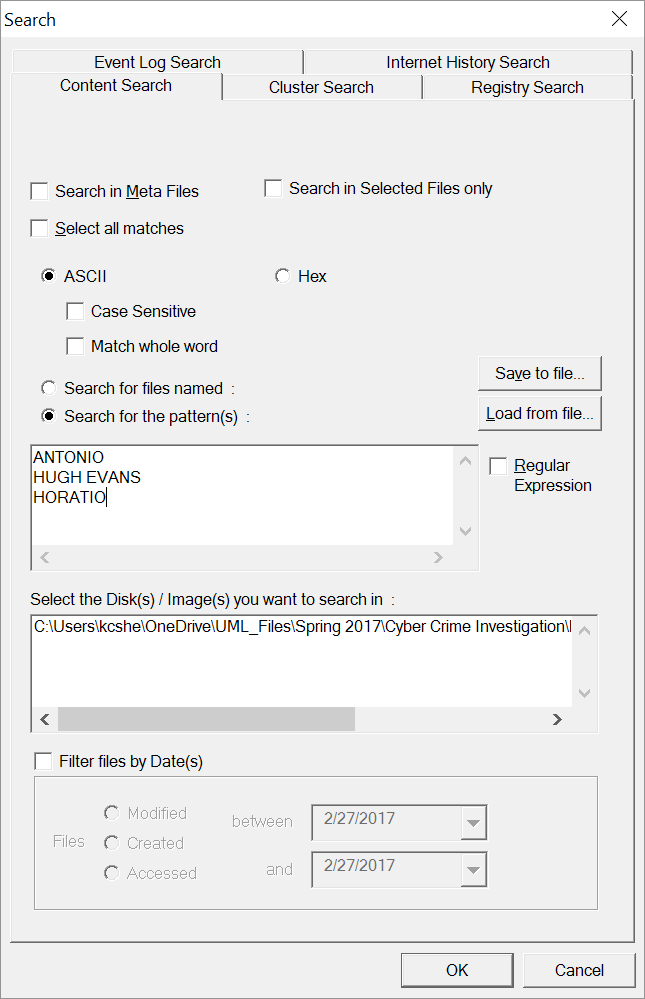 Search
Event Log Search Internet History Search
Content Search Cluster Search Registry Search
Search in Meta Files Search in Selected Files only
Select all matches
ASCII Hex
Case Sensitive
Match whole word
Search for files named :
Save to file...
Search for the pattern(s) :
Load from file...
ANTONIO
HUGH EVANS
HORATIO
Regular
Expression
Select the Disk(s) / Image(s) you want to search in :
C:\Users\kcshe\OneDrive\UML_Files\Spring 2017\Cyber Crime Investigation\
Filter files by Date(s)
Modified
between 2/27/2017
Files Created
Accessed
and 2/27/2017
OK Cancel